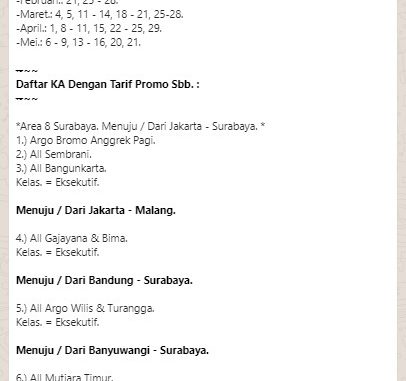 -Februari.: 21, 25 - 28.
-Maret.: 4, 5, 11 - 14, 18 - 21, 25-28.
-April.: 1, 8 - 11, 15, 22 - 25, 29.
-Mei.: 6 - 9, 13 - 16, 20, 21.
~~~
Daftar KA Dengan Tarif Promo Sbb. :
~~~
*Area 8 Surabaya. Menuju / Dari Jakarta - Surabaya. *
1.) Argo Bromo Anggrek Pagi.
2.) All Sembrani.
3.) All Bangunkarta.
Kelas. = Eksekutif.
Menuju / Dari Jakarta - Malang.
4.) All Gajayana & Bima.
Kelas. = Eksekutif.
Menuju / Dari Bandung - Surabaya.
5.) All Argo Wilis & Turangga.
Kelas. = Eksekutif.
Menuju / Dari Banyuwangi - Surabaya.
6.) All Mutiara Timur.